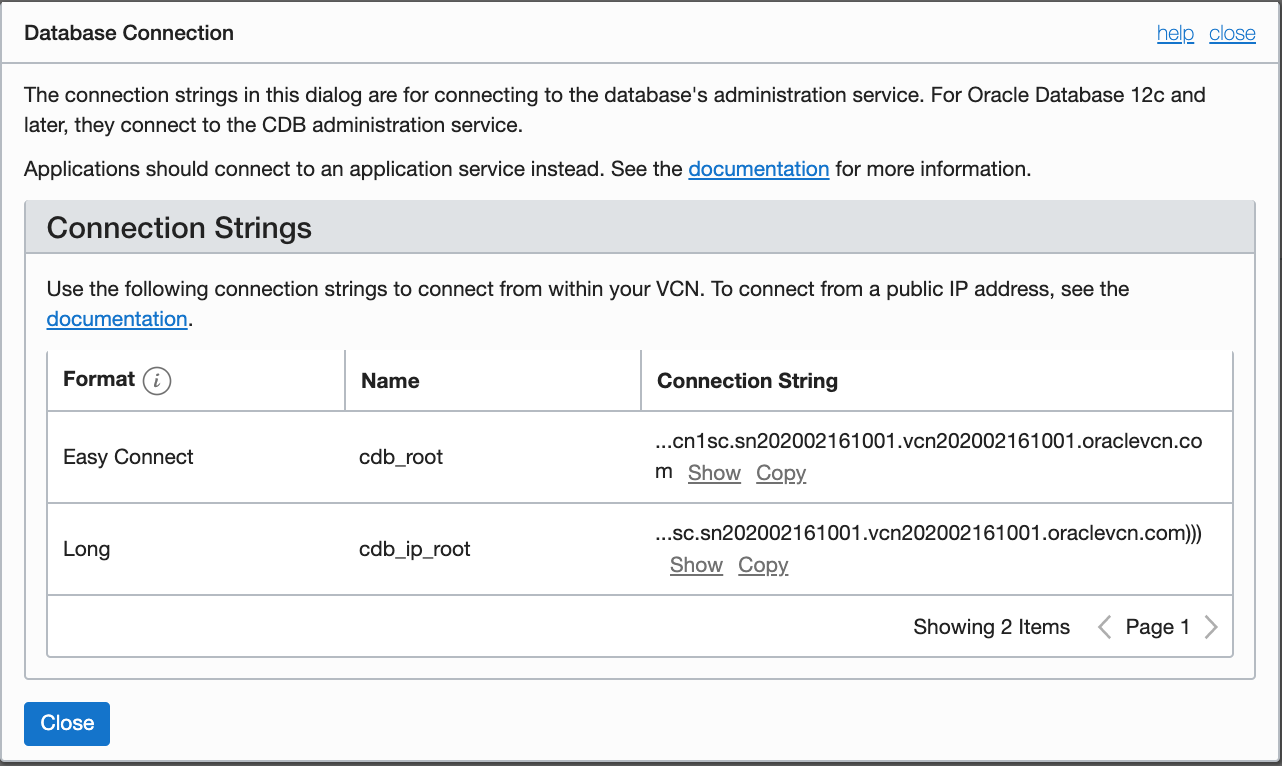 Database Connection
help close
The connection strings in this dialog are for connecting to the database's administration service. For Oracle Database 12c and
later, they connect to the CDB administration service.
Applications should connect to an application service instead. See the documentation for more information.
Connection Strings
Use the following connection strings to connect from within your VCN. To connect from a public IP address, see the
documentation.
Format i Name Connection String
Easy Connect cdb_root ...cn1sc.sn202002161001.vcn202002161001.oraclevcn.co
m Show Copy
Long cdb_ip_root ...sc.sn202002161001.vcn202002161001.oraclevcn.com)))
Show Copy
Showing 2 Items Page 1
Close